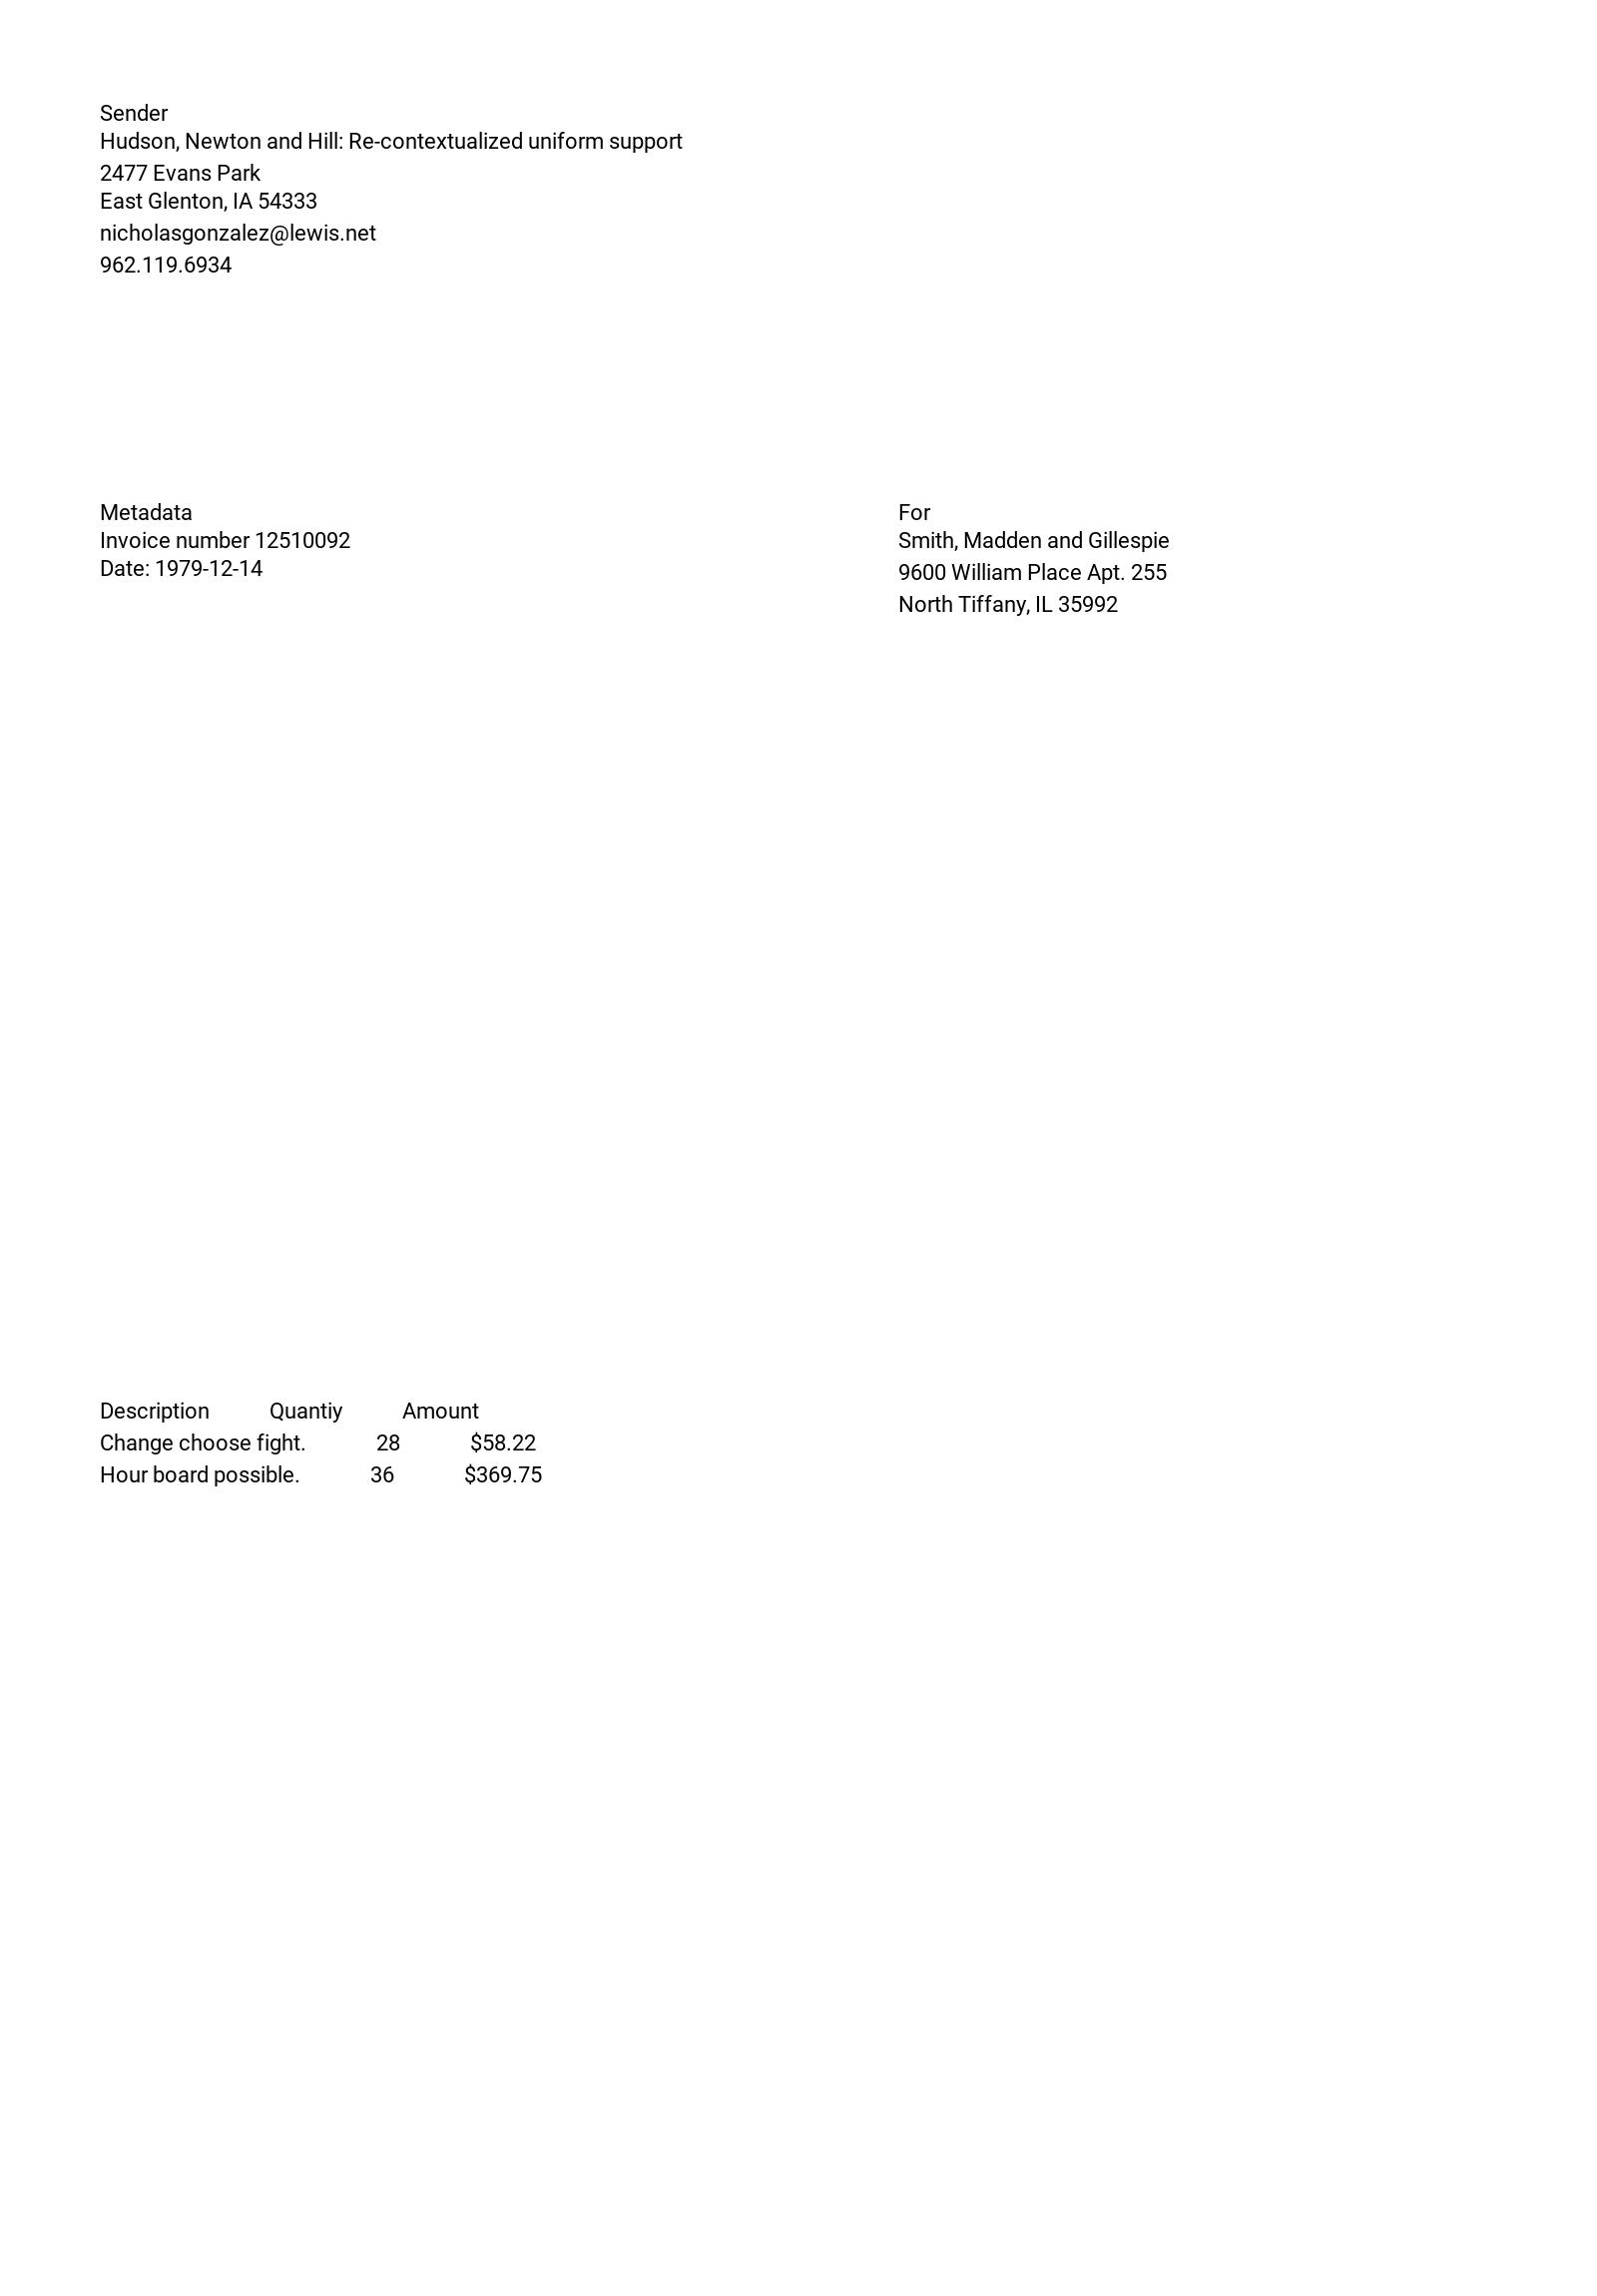 Sender
Hudson, Newton and Hill: Re-contextualized uniform support
2477 Evans Park
East Glenton, IA 54333
nicholasgonzalez@lewis.net
962.119.6934
Metadata
Invoice number 12510092
Date: 1979-12-14
For
Smith, Madden and Gillespie
9600 William Place Apt. 255
North Tiffany, IL 35992
Description Quantiy Amount
Change choose fight. 28 $58.22
Hour board possible. 36 $369.75